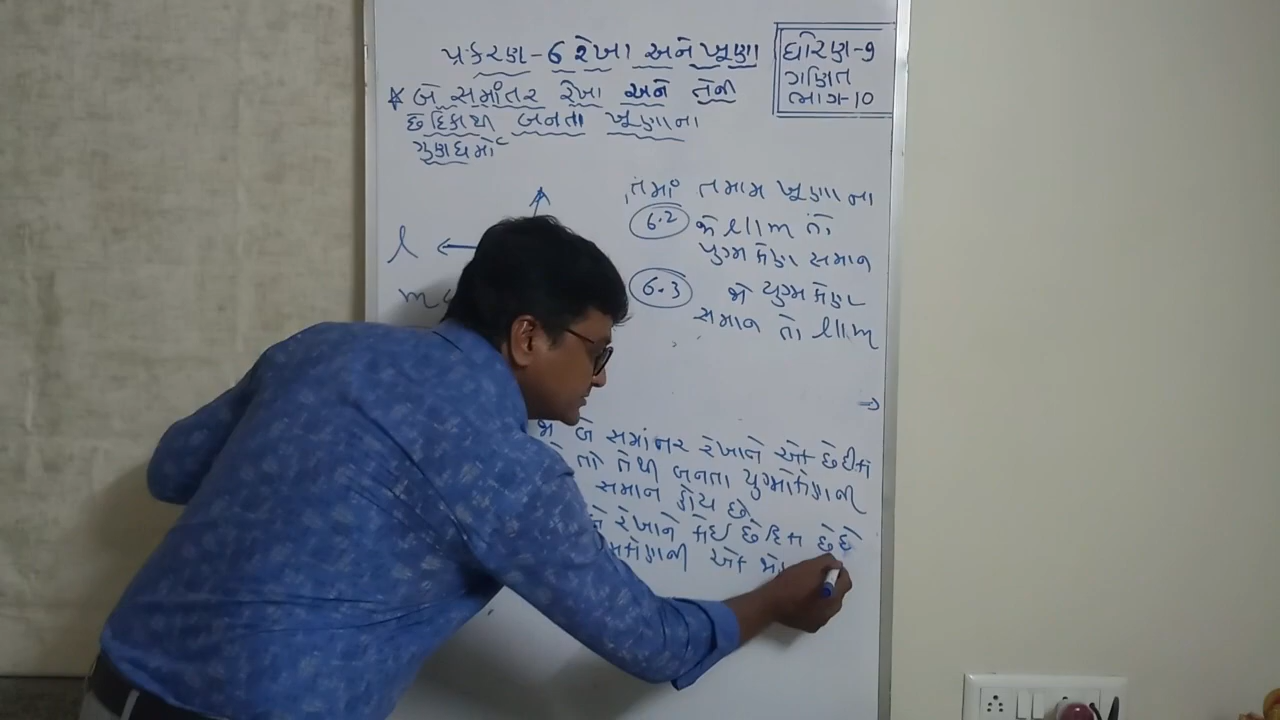 પ્રકરણ-6 રેખા અને ખૂણા
ધોરણ-9
ગણિત
ભાગ-10
* બે સમાંતર રેખા અને તેની
છેદિકાથી બનતા ખૂણાના
ગુણધર્મો
તમામ ખૂણાના
6.2 જો l||m તો
યુગ્મકોણ સમાન
6.3 જો યુગ્મકોણ
સમાન તો l||m
l
m
⇒
જો બે સમાંતર રેખાને એક છેદીકા
તો તેથી બનતા યુગ્મકોણની
સમાન હોય છે
રેખાને કોઈ છેદિકા છેદે
કોણની એક